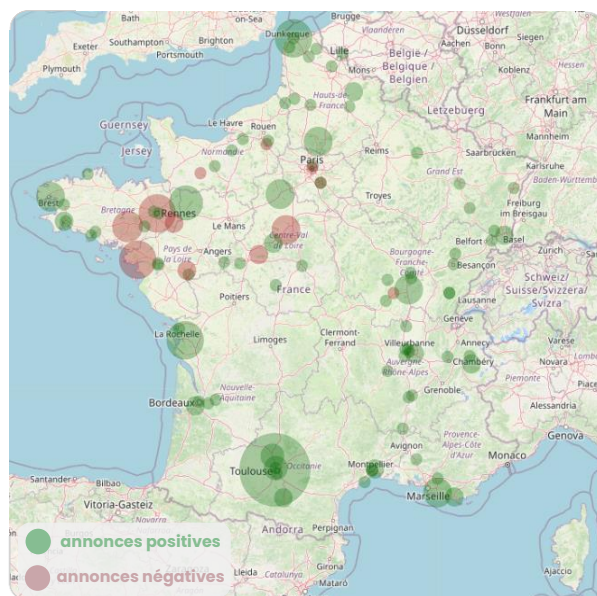 Bath
on-Sea
Brugge
Vlaanderen
Düsseldorf
Exeter
Southampton
Brighton
Dunkerque
Aachen
Bonn
Siegen
Portsmouth
Plymouth
Lille
België /
Belgique /
Belgien
Mons
Koblenz
Hessen
Hauts-de-
France
Letzebuerg
Frankfurt am
Main
Guernsey
Le Havre
Rouen
Mannheim
Jersey
Normandie
Paris
Reims
Saarbrücken
Karlsruhe
Grand Est
Baden-Württemberg
Brest
Bretagne
Rennes
Troyes
Freiburg
im Breisgau
Le Mans
Centre-Val
de Loire
Belfort
Basel
Zürich
Pays de
la Loire
Angers
Bourgogne-
Franche-
Comté
Besançon
Schweiz/
Suisse/Svizzera/
Svizra
France
Lausanne
Poitiers
Genève
La Rochelle
Limoges
Clermont-
Ferrand
Villeurbanne
Annecy
Varese
Auvergne-
Rhône-Alpes
Chambéry
Novara
Piemonte
Grenoble
Nouvelle-
Aquitaine
Bordeaux
Alessandria
Avignon
Provence-
Alpes-Côte
d'Azur
Genova
Monaco
Toulouse
Occitanie
Montpellier
Santander
Bilbao
Marseille
Vitoria-Gasteiz
Navarra
Andorra
Perpignan
annonces positives
Girona
Ajaccio
annonces négatives
Lleida
Catalunya
Mataró